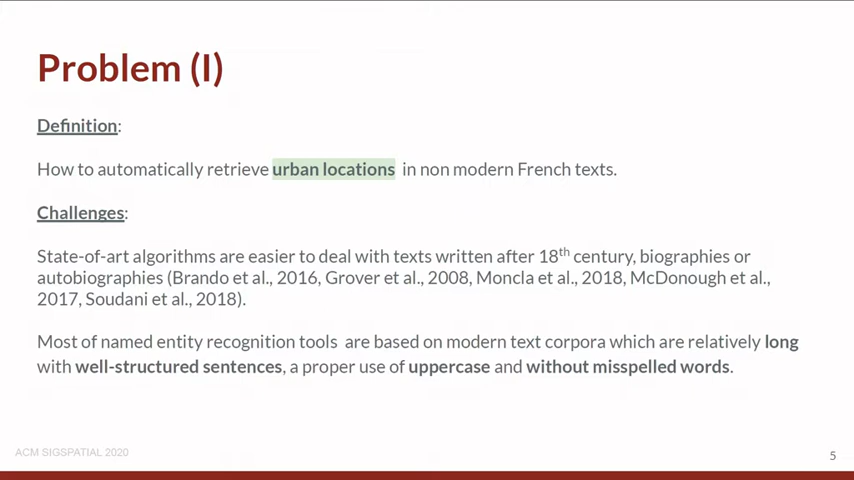 Problem (I)
Definition:
How to automatically retrieve urban locations in non modern French texts.
Challenges:
State-of-art algorithms are easier to deal with texts written after 18th century, biographies or
autobiographies (Brando et al., 2016, Grover et al., 2008, Moncla et al., 2018, McDonough et al.,
2017, Soudani et al., 2018).
Most of named entity recognition tools are based on modern text corpora which are relatively long
with well-structured sentences, a proper use of uppercase and without misspelled words.
ACM SIGSPATIAL 2020
5